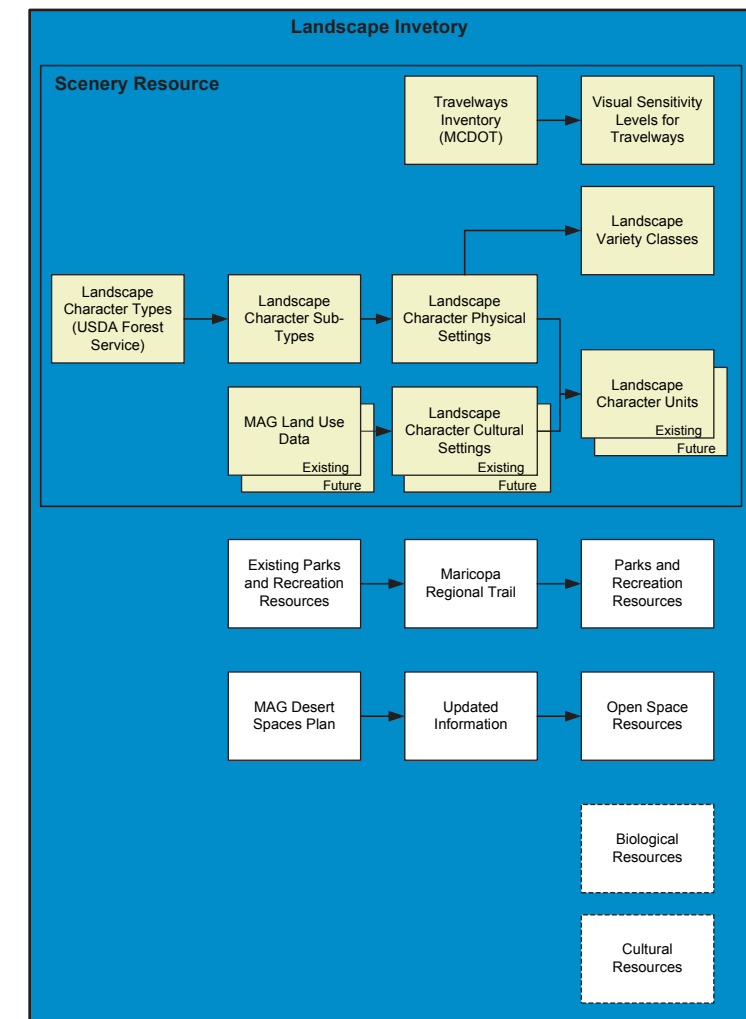 Landscape Invetory
Scenery Resource
Travelways
Inventory
(MCDOT)
Visual Sensitivity
Levels for
Travelways
Landscape
Variety Classes
Landscape
Character Types
(USDA Forest
Service)
Landscape
Character Sub-
Types
Landscape
Character Physical
Settings
MAG Land Use
Data
Existing
Future
Landscape
Character Cultural
Settings
Existing
Future
Landscape
Character Units
Existing
Future
Existing Parks
and Recreation
Resources
Maricopa
Regional Trail
Parks and
Recreation
Resources
MAG Desert
Spaces Plan
Updated
Information
Open Space
Resources
Biological
Resources
Cultural
Resources